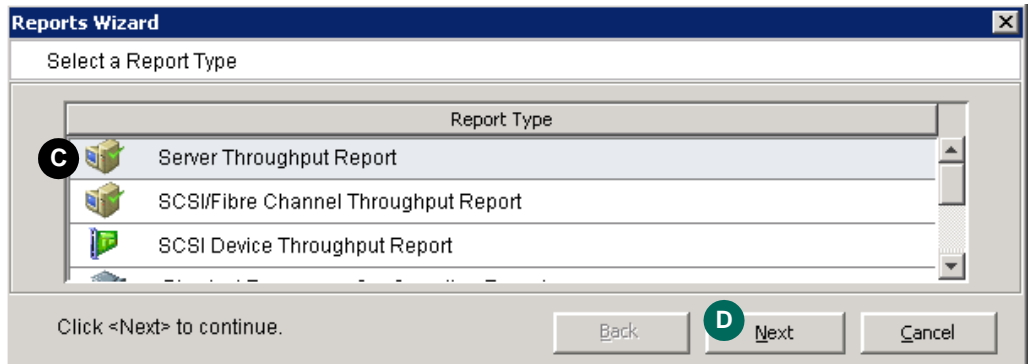 Reports Wizard
Select a Report Type
Report Type
C Server Throughput Report
SCSI/Fibre Channel Throughput Report
SCSI Device Throughput Report
Click <Next> to continue.
Back D Next Cancel